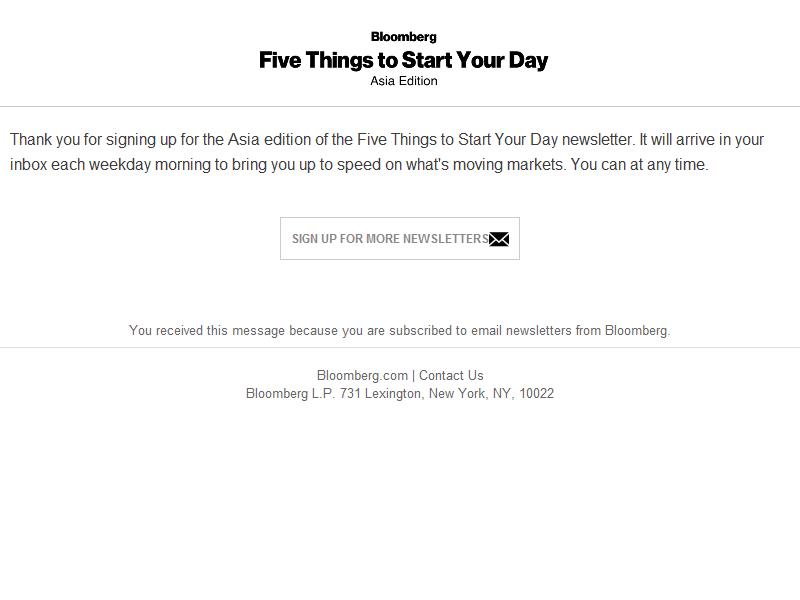 Bloomberg
Five Things to Start Your Day
Asia Edition
Thank you for signing up for the Asia edition of the Five Things to Start Your Day newsletter. It will arrive in your
inbox each weekday morning to bring you up to speed on what's moving markets. You can at any time.
SIGN UP FOR MORE NEWSLETTERS
You received this message because you are subscribed to email newsletters from Bloomberg.
Bloomberg.com | Contact Us
Bloomberg L.P. 731 Lexington, New York, NY, 10022